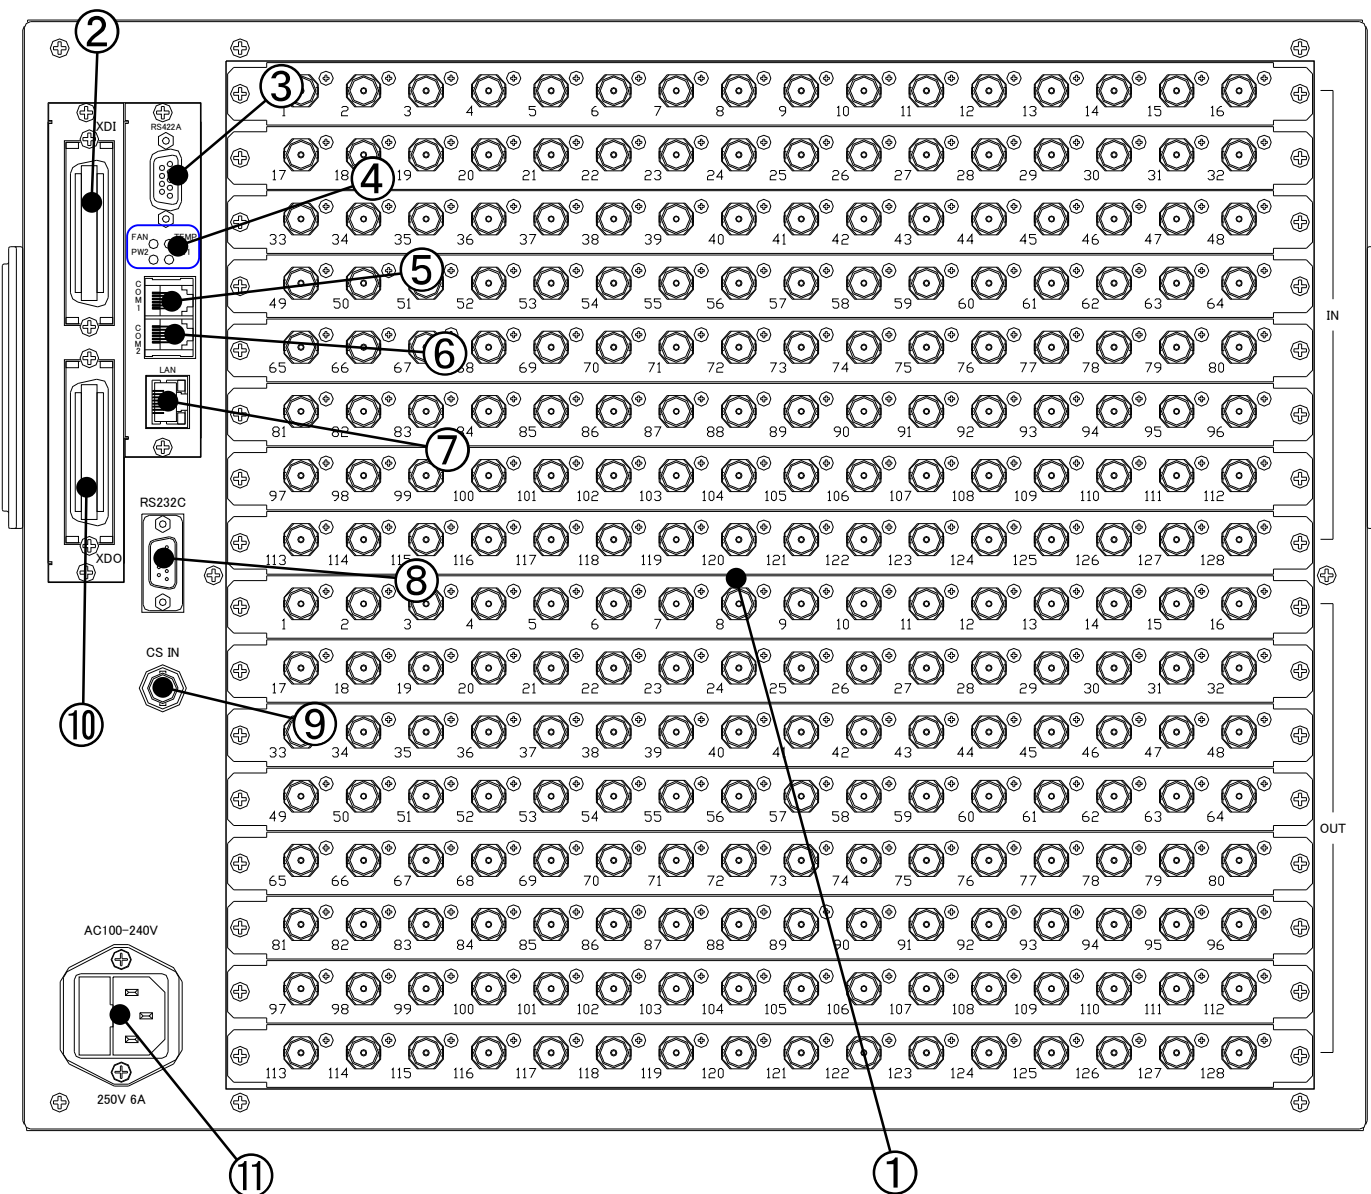 ②
③
1 2 3 4 5 6 7 8 9 10 11 12 13 14 15 16
XDI
RS422A
17 18 19 20 21 22 23 24 25 26 27 28 29 30 31 32
④
33 34 35 36 37 38 39 40 41 42 43 44 45 46 47 48
FAN TEMP
PW2 1
⑤
COM1
49 50 51 52 53 54 55 56 57 58 59 60 61 62 63 64
IN
COM2
⑥
65 66 67 68 69 70 71 72 73 74 75 76 77 78 79 80
LAN
81 82 83 84 85 86 87 88 89 90 91 92 93 94 95 96
⑦
97 98 99 100 101 102 103 104 105 106 107 108 109 110 111 112
RS232C
XDO
113 114 115 116 117 118 119 120 121 122 123 124 125 126 127 128
⑧
1 2 3 4 5 6 7 8 9 10 11 12 13 14 15 16
CS IN
17 18 19 20 21 22 23 24 25 26 27 28 29 30 31 32
⑩
⑨
33 34 35 36 37 38 39 40 41 42 43 44 45 46 47 48
49 50 51 52 53 54 55 56 57 58 59 60 61 62 63 64
OUT
65 66 67 68 69 70 71 72 73 74 75 76 77 78 79 80
AC100-240V
81 82 83 84 85 86 87 88 89 90 91 92 93 94 95 96
97 98 99 100 101 102 103 104 105 106 107 108 109 110 111 112
113 114 115 116 117 118 119 120 121 122 123 124 125 126 127 128
250V 6A
⑪
①